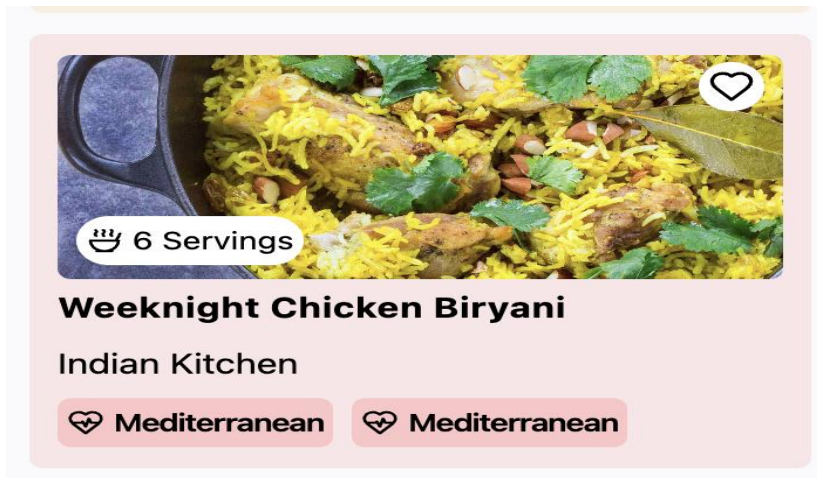 6 Servings
Weeknight Chicken Biryani
Indian Kitchen
Mediterranean Mediterranean